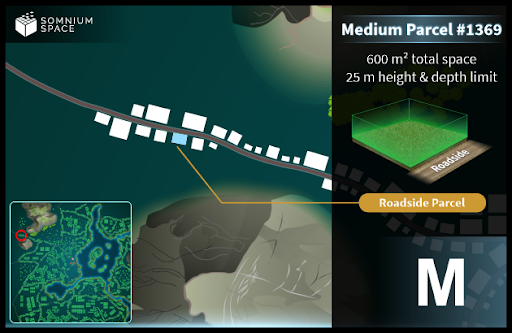 SOMNIUM
SPACE
Medium Parcel #1369
600 m² total space
25 m height & depth limit
Roadside
Roadside Parcel
M